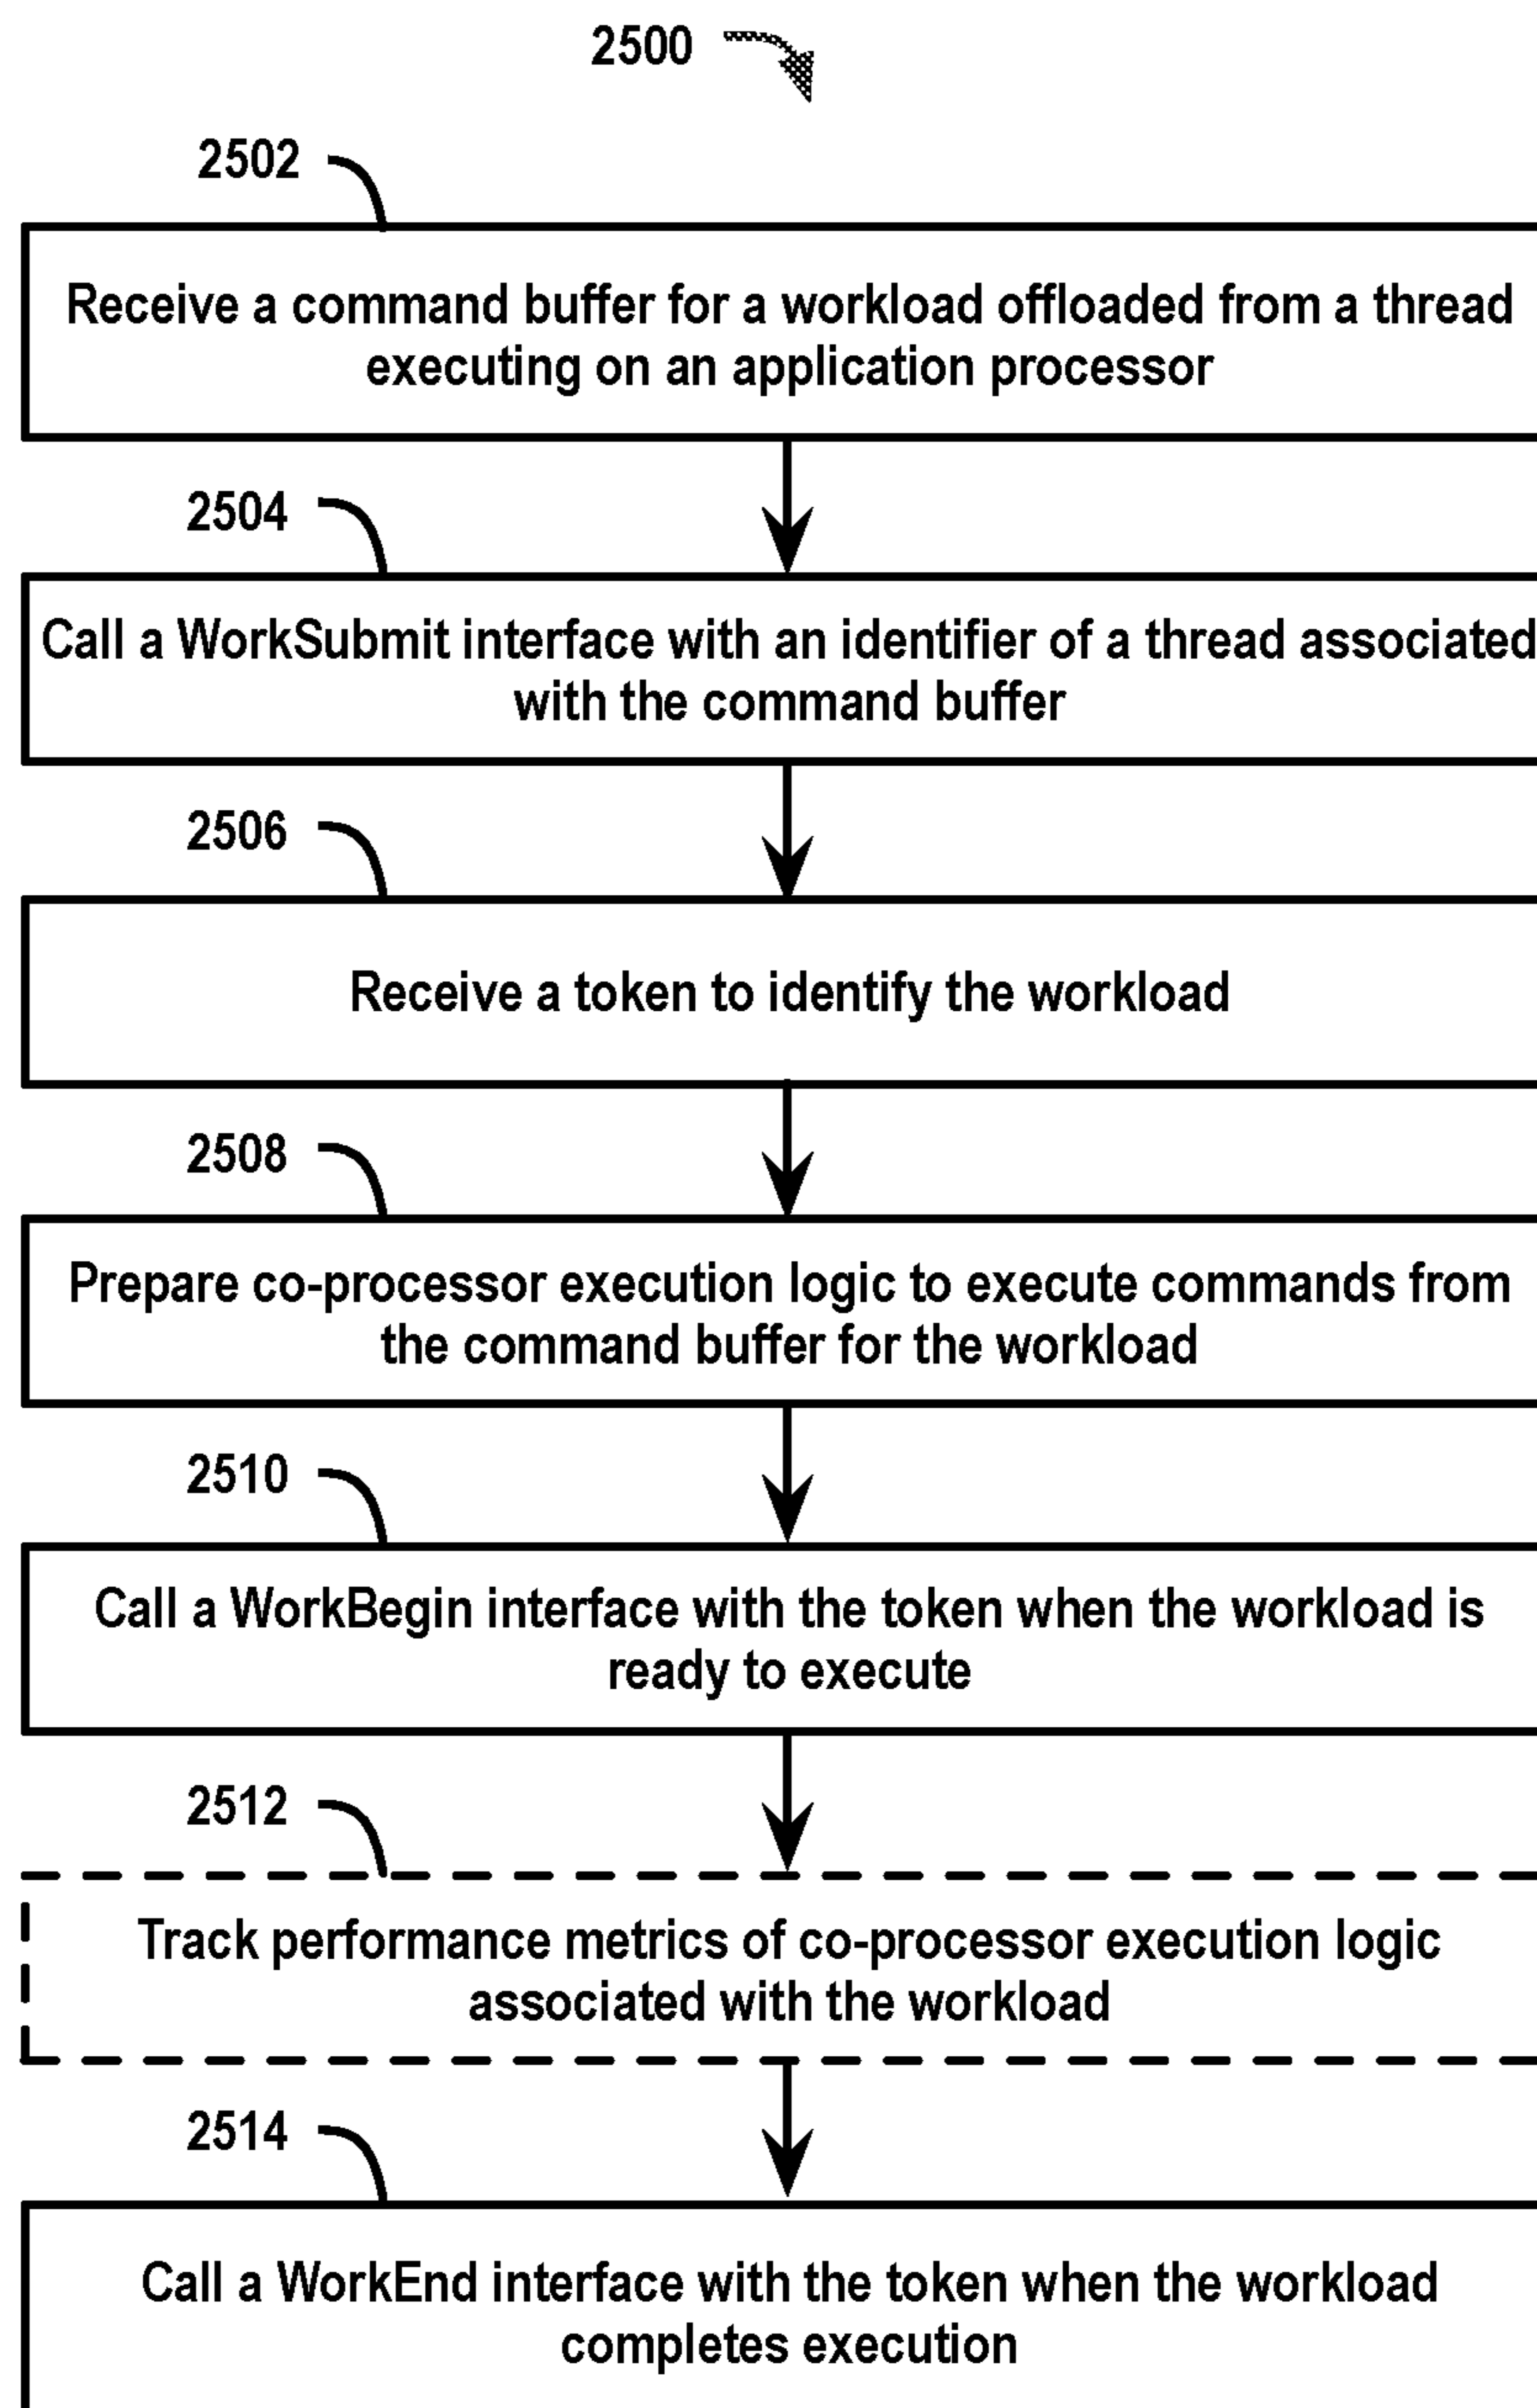 2500
2502
Receive a command buffer for a workload offloaded from a thread
executing on an application processor
2504
Call a WorkSubmit interface with an identifier of a thread associated
with the command buffer
2506
Receive a token to identify the workload
2508
Prepare co-processor execution logic to execute commands from
the command buffer for the workload
2510
Call a WorkBegin interface with the token when the workload is
ready to execute
2512
Track performance metrics of co-processor execution logic
associated with the workload
2514
Call a WorkEnd interface with the token when the workload
completes execution